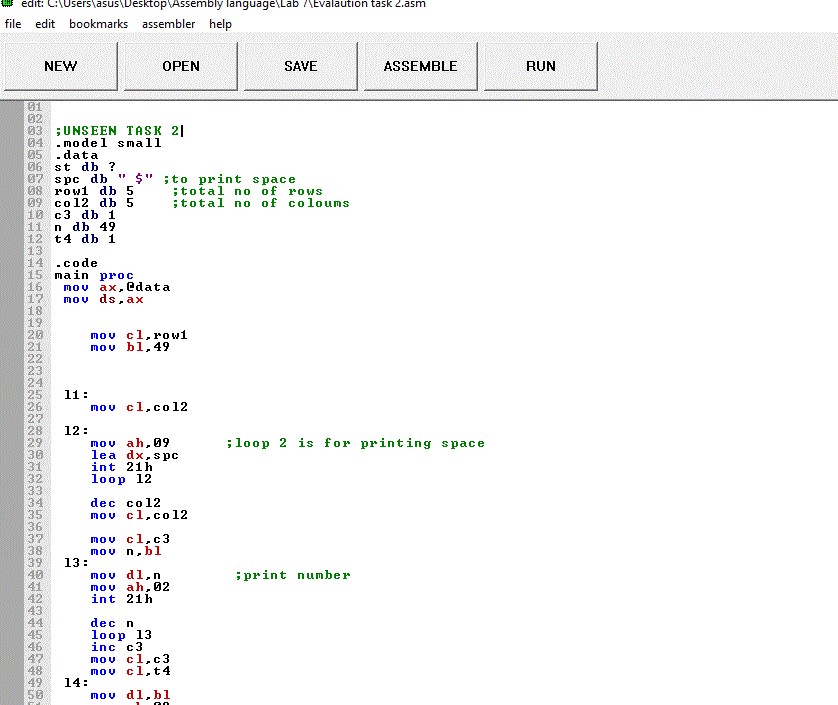 edit: C:\Users\asus\Desktop\Assembly language\Lab 7\Evalaution task 2.asm
file edit bookmarks assembler help
NEW OPEN SAVE ASSEMBLE RUN
01
02
03 ;UNSEEN TASK 2
04 .model small
05 .data
06 st db ?
07 spc db " $" ;to print space
08 row1 db 5 ;total no of rows
09 col2 db 5 ;total no of coloums
10 c3 db 1
11 n db 49
12 t4 db 1
13
14 .code
15 main proc
16 mov ax,@data
17 mov ds,ax
18
19
20 mov cl,row1
21 mov bl,49
22
23
24
25 l1:
26 mov cl,col2
27
28 l2:
29 mov ah,09 ;loop 2 is for printing space
30 lea dx,spc
31 int 21h
32 loop l2
33
34 dec col2
35 mov cl,col2
36
37 mov cl,c3
38 mov n,bl
39 l3:
40 mov dl,n ;print number
41 mov ah,02
42 int 21h
43
44 dec n
45 loop l3
46 inc c3
47 mov cl,c3
48 mov cl,t4
49 l4:
50 mov dl,bl